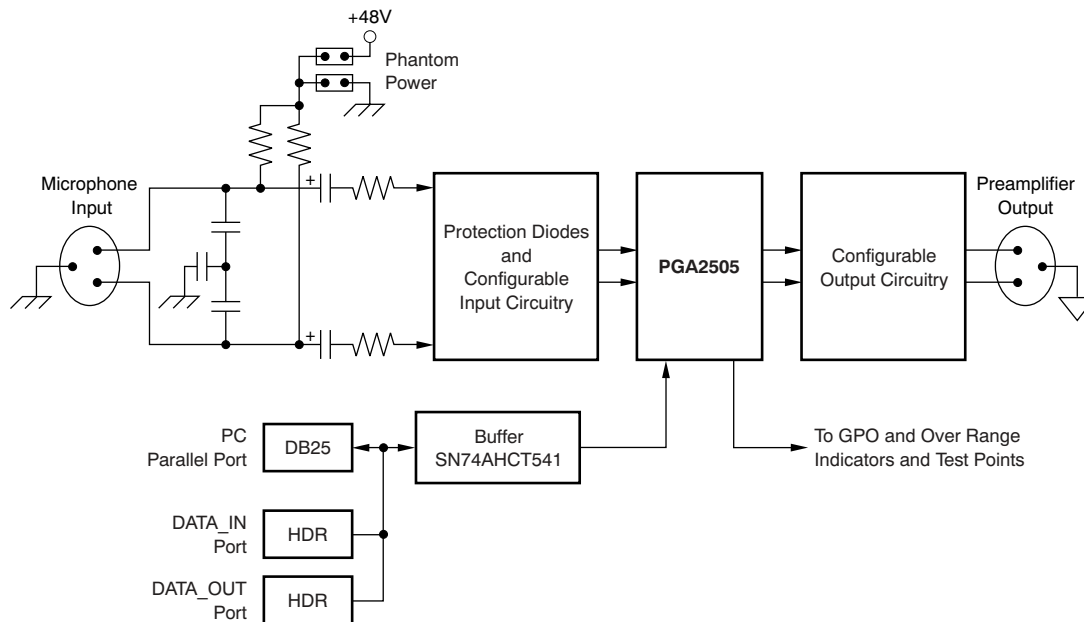 +48V
Phantom
Power
Microphone
Input
+
+
Protection Diodes
and
Configurable
Input Circuitry
PGA2505
Configurable
Output Circuitry
Preamplifier
Output
PC
Parallel Port
DB25
Buffer
SN74AHCT541
To GPO and Over Range
Indicators and Test Points
DATA_IN
Port
HDR
DATA_OUT
Port
HDR